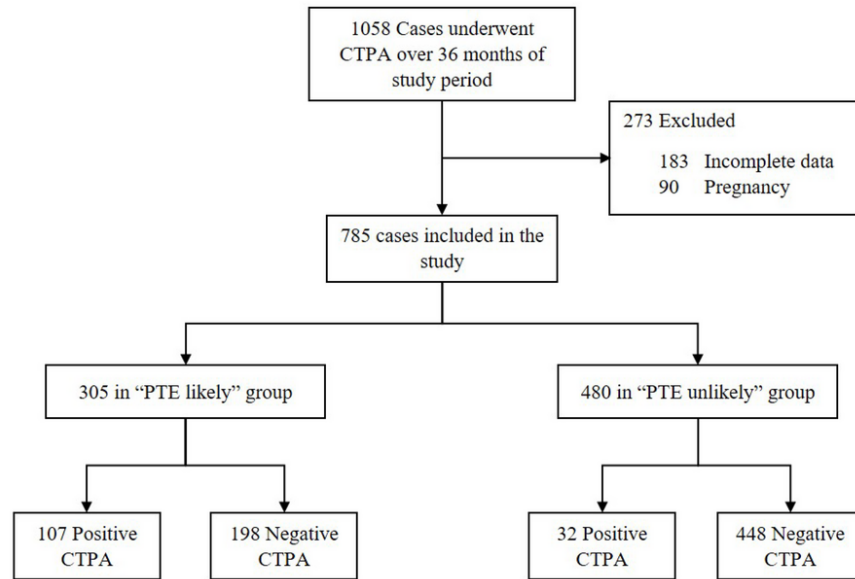 1058 Cases underwent
CTPA over 36 months of
study period
273 Excluded
183 Incomplete data
90 Pregnancy
785 cases included in the
study
305 in “PTE likely” group
480 in “PTE unlikely” group
107 Positive
CTPA
198 Negative
CTPA
32 Positive
CTPA
448 Negative
CTPA